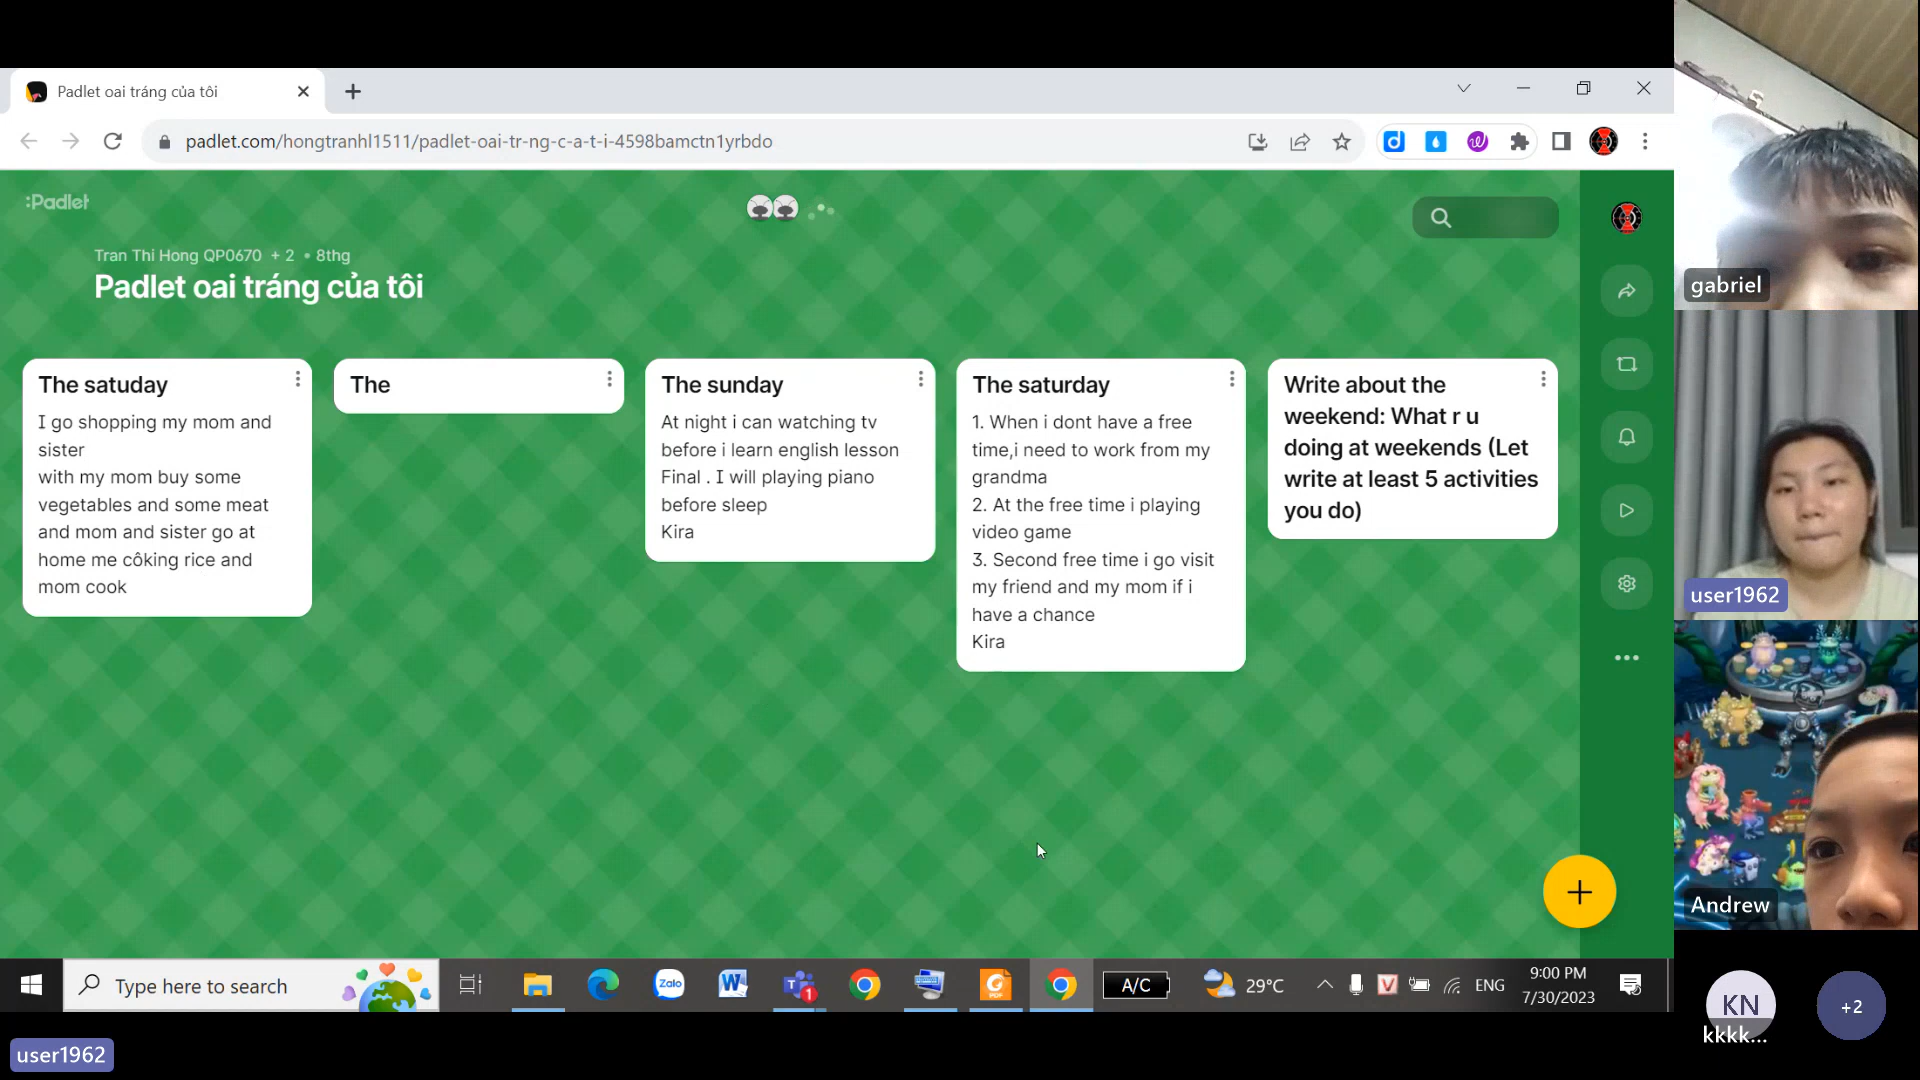 Padlet oai tráng của tôi
padlet.com/hongtranhl1511/padlet-oai-tr-ng-c-a-t-i-4598bamctn1yrbdo
:Padlet
Tran Thi Hong QP0670 + 2 • 8thg
Padlet oai tráng của tôi
The satuday
I go shopping my mom and
sister
with my mom buy some
vegetables and some meat
and mom and sister go at
home me côking rice and
mom cook
The
The sunday
At night i can watching tv
before i learn english lesson
Final . I will playing piano
before sleep
Kira
The saturday
1. When i dont have a free
time,i need to work from my
grandma
2. At the free time i playing
video game
3. Second free time i go visit
my friend and my mom if i
have a chance
Kira
Write about the
weekend: What r u
doing at weekends (Let
write at least 5 activities
you do)
gabriel
user1962
Andrew
KN
kkkk...
+2
Type here to search
Zalo
A/C
29°C
ENG
9:00 PM
7/30/2023
user1962